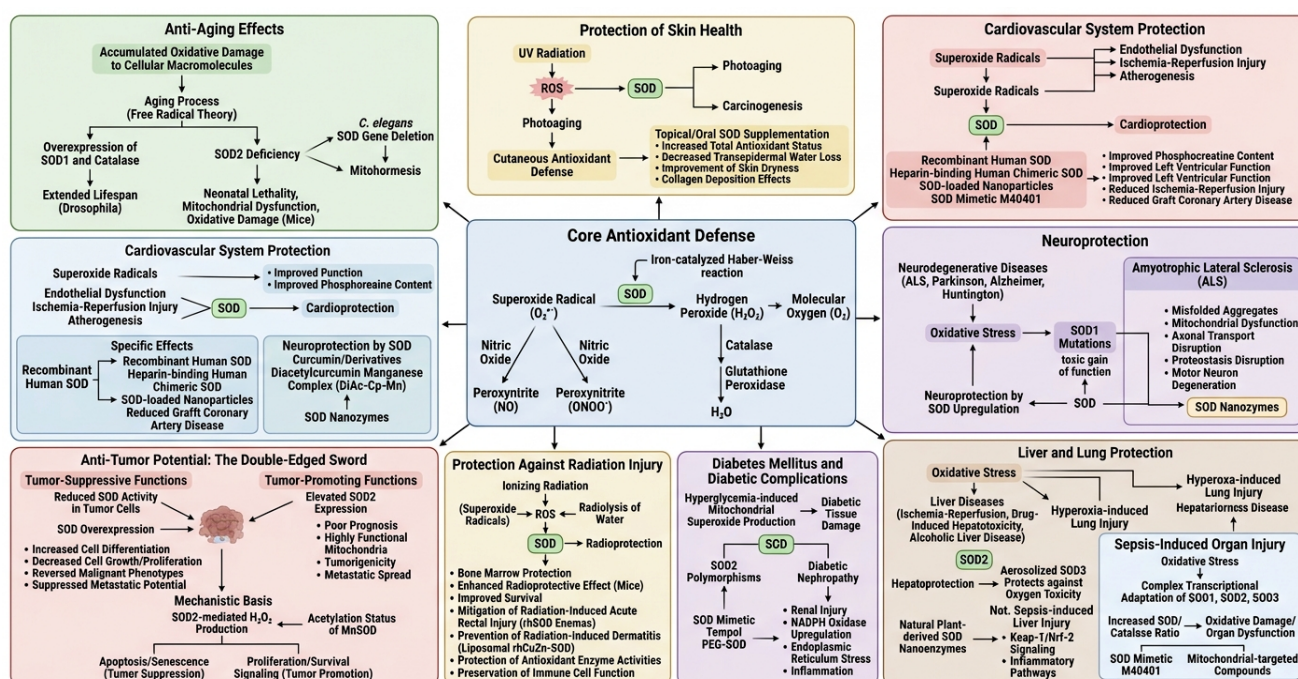 Anti-Aging Effects
Accumulated Oxidative Damage
to Cellular Macromolecules
Aging Process
(Free Radical Theory)
Overexpression of
SOD1 and Catalase
Extended Lifespan
(Drosophila)
SOD2 Deficiency
Neonatal Lethality,
Mitochondrial Dysfunction,
Oxidative Damage (Mice)
C. elegans
SOD Gene Deletion
Mitohormesis
Protection of Skin Health
UV Radiation
ROS
SOD
Photoaging
Carcinogenesis
Photoaging
Cutaneous Antioxidant
Defense
Topical/Oral SOD Supplementation
• Increased Total Antioxidant Status
• Decreased Transepidermal Water Loss
• Improvement of Skin Dryness
• Collagen Deposition Effects
Cardiovascular System Protection
Superoxide Radicals
Endothelial Dysfunction
Ischemia-Reperfusion Injury
Atherogenesis
Superoxide Radicals
SOD
Cardioprotection
Recombinant Human SOD
Heparin-binding Human Chimeric SOD
SOD-loaded Nanoparticles
SOD Mimetic M40401
• Improved Phosphocreatine Content
• Improved Left Ventricular Function
• Improved Left Ventricular Function
• Reduced Ischemia-Reperfusion Injury
• Reduced Graft Coronary Artery Disease
Cardiovascular System Protection
Superoxide Radicals
• Improved Punction
• Improved Phosphoreaine Content
Endothelial Dysfunction
Ischemia-Reperfusion Injury
Atherogenesis
SOD
Cardioprotection
Specific Effects
Recombinant
Human SOD
Recombinant Human SOD
Heparin-binding Human
Chimeric SOD
SOD-loaded Nanoparticles
Reduced Grafft Coronary
Artery Disease
Neuroprotection by SOD
Curcumin/Derivatives
Diacetylcurcumin Manganese
Complex (DiAc-Cp-Mn)
SOD Nanozymes
Core Antioxidant Defense
Iron-catalyzed Haber-Weiss
reaction
Superoxide Radical
(O₂•⁻)
SOD
Hydrogen
Peroxide (H₂O₂)
Molecular
Oxygen (O₂)
Nitric
Oxide
Nitric
Oxide
Peroxyntrite
(NO)
Peroxynitrite
(ONOO⁻)
Catalase
Glutathione
Peroxidase
H₂O
Neuroprotection
Neurodegenerative Diseases
(ALS, Parkinson, Alzheimer,
Huntington)
Oxidative Stress
SOD1
Mutations
toxic gain
of function
Neuroprotection by
SOD Upregulation
SOD
Amyotrophic Lateral Sclerosis
(ALS)
• Misfolded Aggregates
• Mitochondrial Dysfunction
• Axonal Transport
Disruption
• Proteostasis Disruption
• Motor Neuron
Degeneration
SOD Nanozymes
Anti-Tumor Potential: The Double-Edged Sword
Tumor-Suppressive Functions
Reduced SOD Activity
in Tumor Cells
SOD Overexpression
• Increased Cell Differentiation
• Decreased Cell Growth/Proliferation
• Reversed Malignant Phenotypes
• Suppressed Metastatic Potential
Tumor-Promoting Functions
Elevated SOD2
Expression
• Poor Prognosis
• Highly Functional
Mitochondria
• Tumorigenicity
• Metastatic Spread
Mechanistic Basis
SOD2-mediated H₂O₂
Production
Acetylation Status
of MnSOD
Apoptosis/Senescence
(Tumer Suppression)
Proliferation/Survival
Signaling (Tumor Promotion)
Protection Against Radiation Injury
Ionizing Radiation
(Superoxide
Radicals)
ROS
Radiolysis of
Water
SOD
Radioprotection
• Bone Marrow Protection
• Enhanced Radioprotective Effect (Mice)
• Improved Survival
• Mitigation of Radiation-Induced Acute
Rectal Injury (rhSOD Enemas)
• Prevention of Radiation-Induced Dermatitis
(Liposomal rhCuZn-SOD)
• Protection of Antioxidant Enzyme Activities
• Preservation of Immune Cell Function
Diabetes Mellitus and
Diabetic Complications
Hyperglycemia-induced
Mitochondrial
Superoxide Production
Diabetic
Tissue
Damage
SCD
SOD2
Polymorphisms
Diabetic
Nephropathy
SOD Mimetic
Tempol
PEG-SOD
• Renal Injury
• NADPH Oxidase
Upregulation
• Endoplasmic
Reticulum Stress
• Inflammation
Liver and Lung Protection
Oxidative Stress
Liver Diseases
(Ischemia-Reperfusion, Drug-
Induced Hepatotoxicity,
Alcoholic Liver Disease)
Hyperoxia-induced
Lung Injury
Hyperoxa-induced
Lung Injury
Hepatariorness Disease
SOD2
Hepatoprotection
Aerosolized SOD3
Protects against
Oxygen Toxicity
Not. Sepsis-induced
Liver Injury
Natural Plant-
derived SOD
Nanoenzymes
• Keap-T/Nrf-2
Signaling
• Inflammatory
Pathways
Sepsis-Induced Organ Injury
Oxidative Stress
Complex Transcriptional
Adaptation of SOO1, SOD2, SOO3
Increased SOD/
Catalase Ratio
Oxidative Damage/
Organ Dysfunction
SOD Mimetic
M40401
Mitochondrial-targeted
Compounds